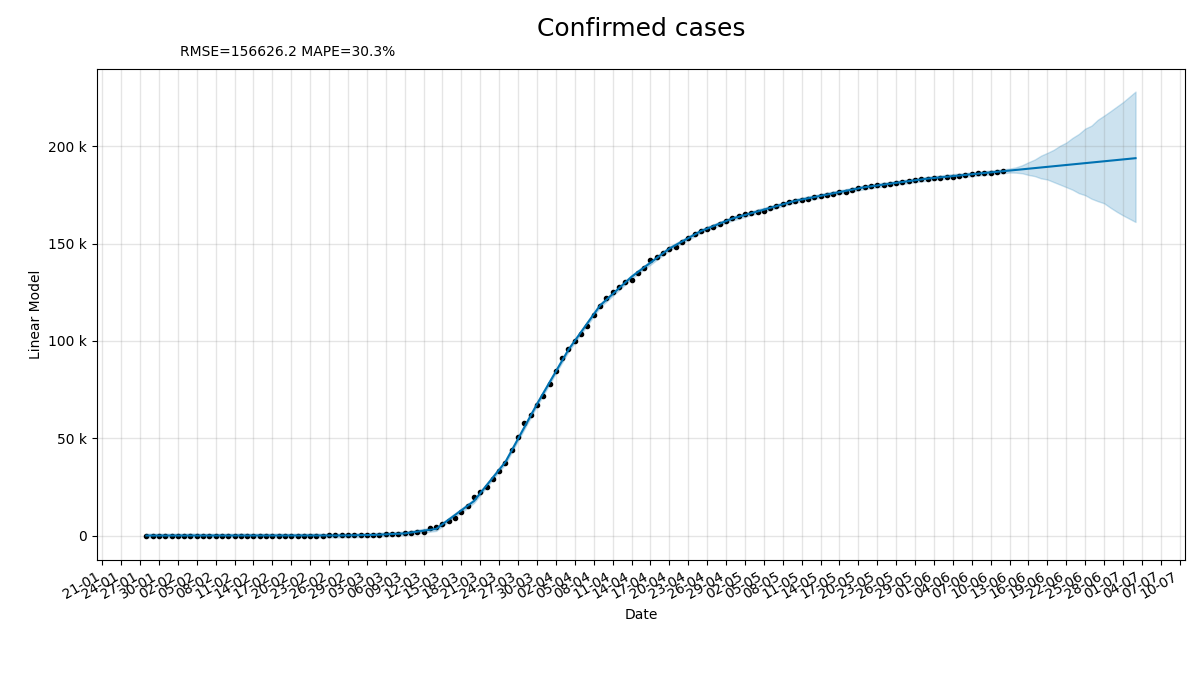 Confirmed cases
RMSE=156626.2 MAPE=30.3%
Linear Model
200 k
150 k
100 k
50 k
0
21-01 24-01 27-01 30-01 02-02 05-02 08-02 11-02 14-02 17-02 20-02 23-02 26-02 29-02 03-03 06-03 09-03 12-03 15-03 18-03 21-03 24-03 27-03 30-03 02-04 05-04 08-04 11-04 14-04 17-04 20-04 23-04 26-04 29-04 02-05 05-05 08-05 11-05 14-05 17-05 20-05 23-05 26-05 29-05 01-06 04-06 07-06 10-06 13-06 16-06 19-06 22-06 25-06 28-06 01-07 04-07 07-07 10-07
Date